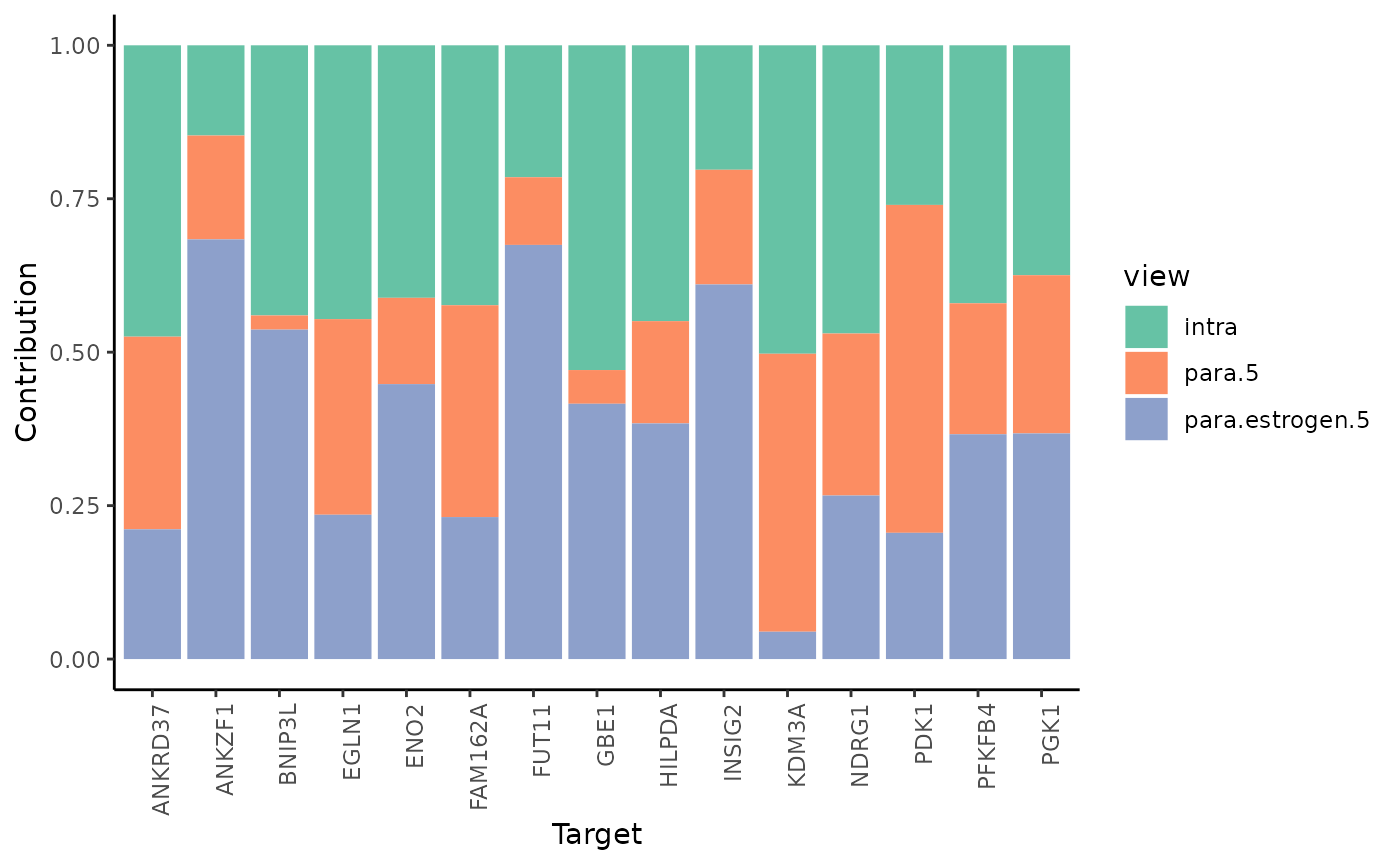 Contribution
1.00
0.75
0.50
0.25
0.00
ANKRD37
ANKZF1
BNIP3L
EGLN1
ENO2
FAM162A
FUT11
GBE1
HILPDA
INSIG2
KDM3A
NDRG1
PDK1
PFKFB4
PGK1
Target
view
intra
para.5
para.estrogen.5